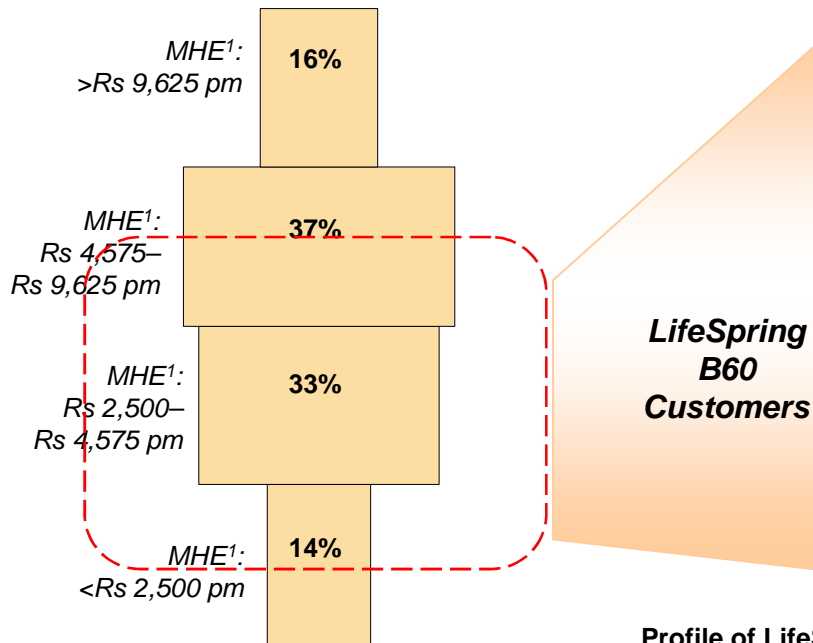 MHE¹:
>Rs 9,625 pm
16%
MHE¹:
Rs 4,575–
Rs 9,625 pm
37%
MHE¹:
Rs 2,500–
Rs 4,575 pm
33%
MHE¹:
<Rs 2,500 pm
14%
LifeSpring
B60
Customers
Profile of Life